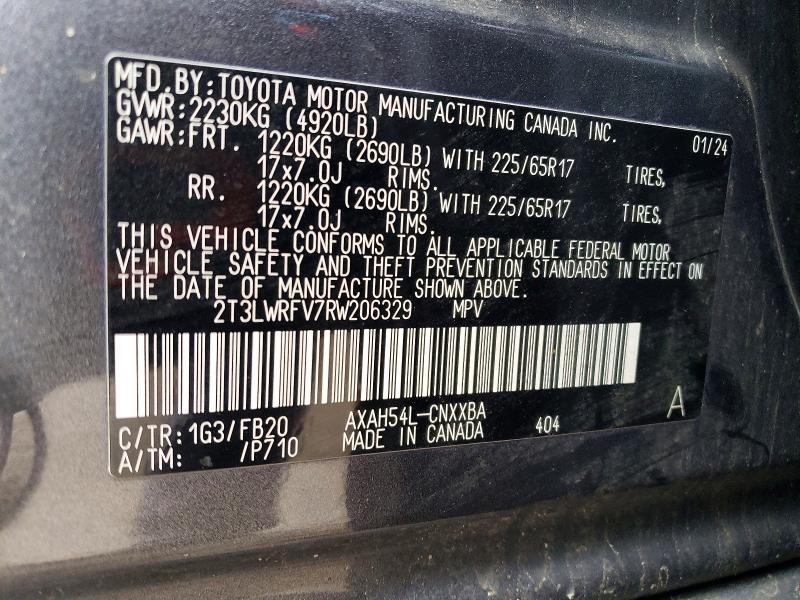 MFD. BY: TOYOTA MOTOR MANUFACTURING CANADA INC. 01/24
GVWR: 2230KG (4920LB)
GAWR: FRT. 1220KG (2690LB) WITH 225/65R17 TIRES,
17x7.0J RIMS.
RR. 1220KG (2690LB) WITH 225/65R17 TIRES,
17x7.0J RIMS.
THIS VEHICLE CONFORMS TO ALL APPLICABLE FEDERAL MOTOR
VEHICLE SAFETY AND THEFT PREVENTION STANDARDS IN EFFECT ON
THE DATE OF MANUFACTURE SHOWN ABOVE.
2T3LWRFV7RW206329 MPV
A
C/TR: 1G3/FB20 AXAH54L-CNXXBA 404
A/TM: /P710 MADE IN CANADA